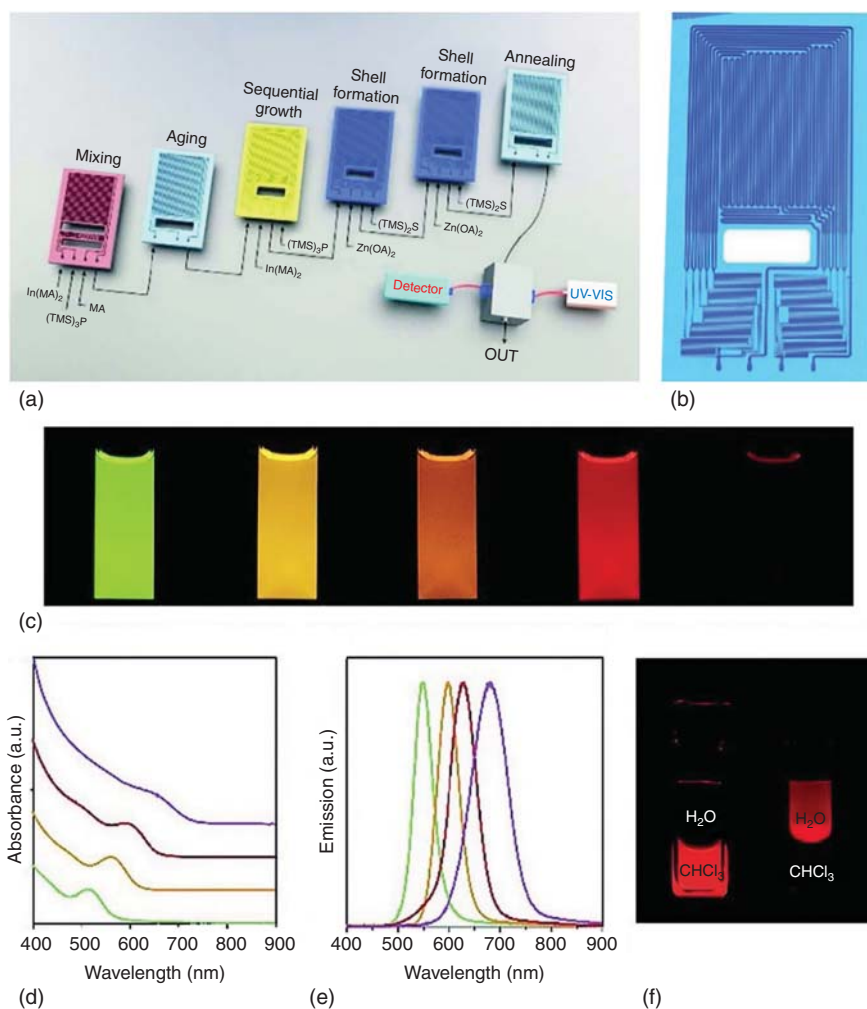 Mixing
Aging
Sequential
growth
Shell
formation
Shell
formation
Annealing
In(MA)2
(TMS)3P
MA
In(MA)2
(TMS)3P
Zn(OA)2
(TMS)2S
Zn(OA)2
(TMS)2S
Detector
UV-VIS
OUT
(a)
(b)
(c)
Absorbance (a.u.)
400 500 600 700 800 900
Wavelength (nm)
(d)
Emission (a.u.)
400 500 600 700 800 900
Wavelength (nm)
(e)
H2O
CHCl3
H2O
CHCl3
(f)